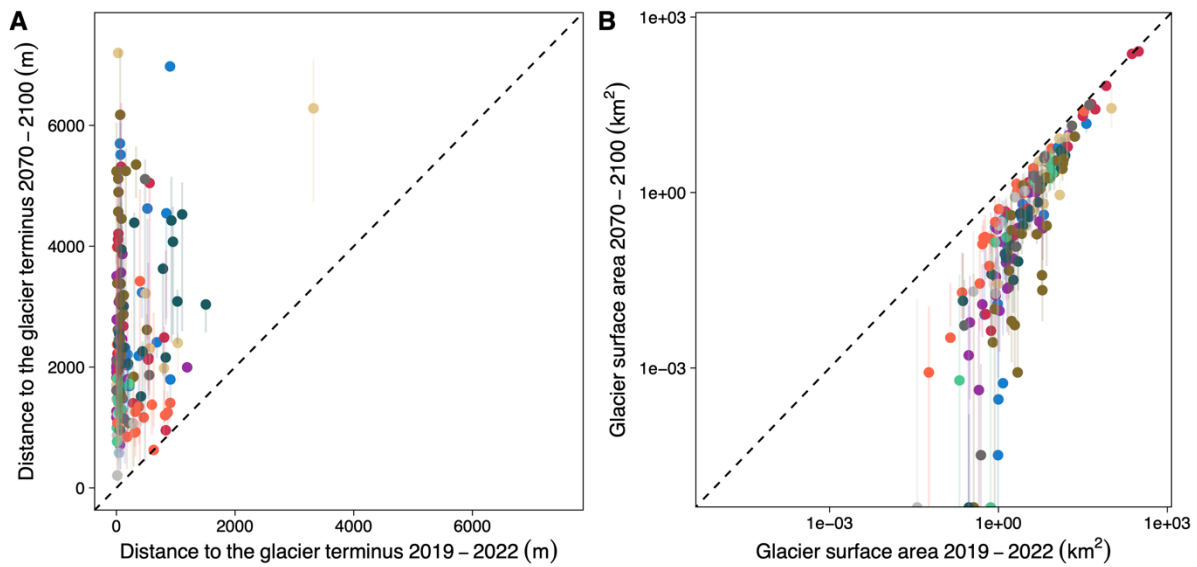 A
Distance to the glacier terminus 2070 – 2100 (m)
6000
4000
2000
0
0 2000 4000 6000
Distance to the glacier terminus 2019 – 2022 (m)
B
Glacier surface area 2070 – 2100 (km²)
1e+03
1e+00
1e−03
1e−03 1e+00 1e+03
Glacier surface area 2019 – 2022 (km²)